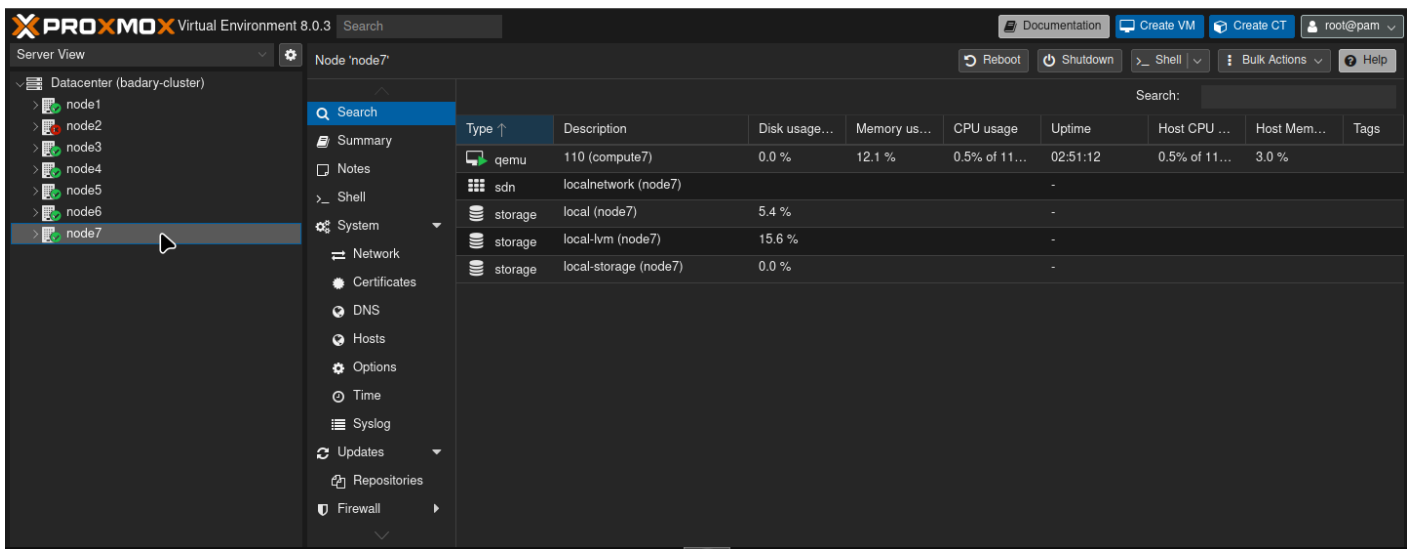 PROXMOX Virtual Environment 8.0.3 Search Documentation Create VM Create CT root@pam
Server View
Node 'node7' Reboot Shutdown >_ Shell Bulk Actions Help
Datacenter (badary-cluster)
node1
node2
node3
node4
node5
node6
node7
Search
Summary
Notes
Shell
System
Network
Certificates
DNS
Hosts
Options
Time
Syslog
Updates
Repositories
Firewall
Search:
Type ↑ Description Disk usage... Memory us... CPU usage Uptime Host CPU ... Host Mem... Tags
qemu 110 (compute7) 0.0 % 12.1 % 0.5% of 11... 02:51:12 0.5% of 11... 3.0 %
sdn localnetwork (node7) -
storage local (node7) 5.4 % -
storage local-lvm (node7) 15.6 % -
storage local-storage (node7) 0.0 % -